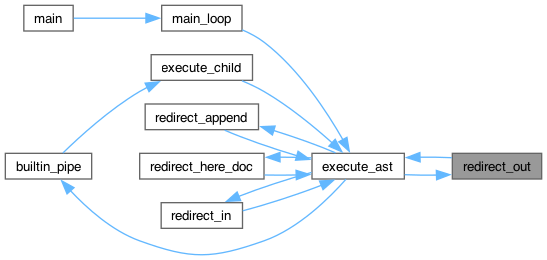 main
main_loop
execute_child
redirect_append
builtin_pipe
redirect_here_doc
execute_ast
redirect_out
redirect_in